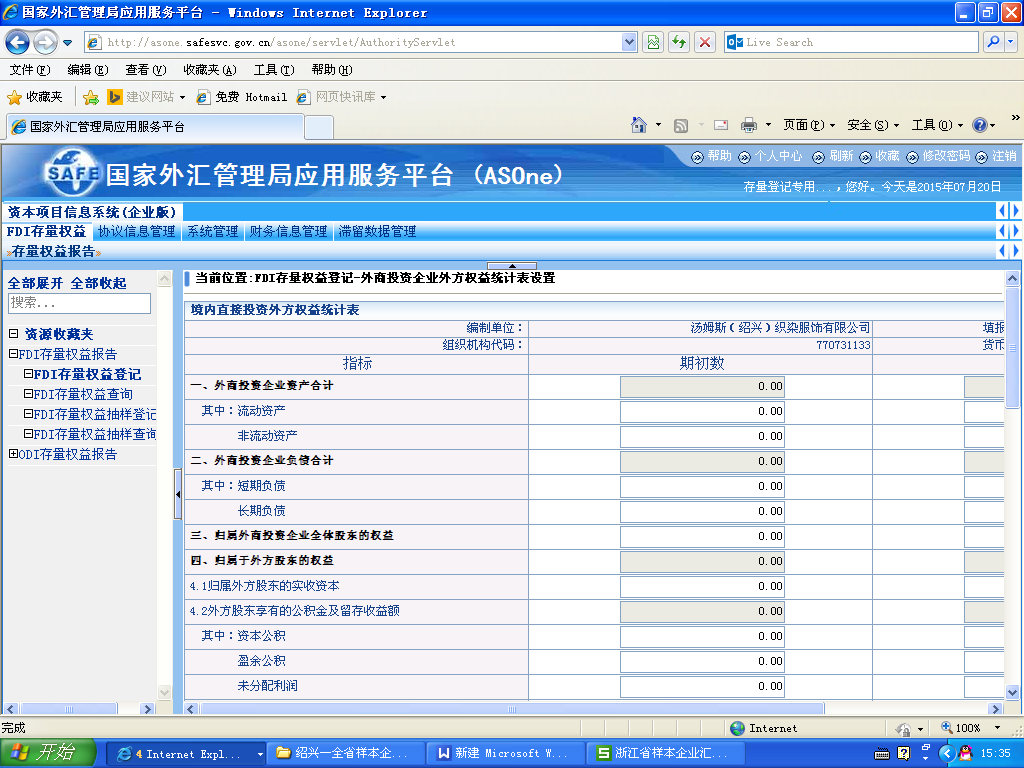 国家外汇管理局应用服务平台 - Windows Internet Explorer
http://asone.safesvc.gov.cn/asone/servlet/AuthorityServlet
Live Search
文件(F) 编辑(E) 查看(V) 收藏夹(A) 工具(T) 帮助(H)
收藏夹 建议网站 免费 Hotmail 网页快讯库
国家外汇管理局应用服务平台
页面(P) 安全(S) 工具(O) »
SAFE 国家外汇管理局应用服务平台 (ASOne)
帮助 个人中心 刷新 收藏 修改密码 注销
存量登记专用...，您好。今天是2015年07月20日
资本项目信息系统(企业版)
FDI存量权益 协议信息管理 系统管理 财务信息管理 滞留数据管理
»存量权益报告»
全部展开 全部收起
搜索...
资源收藏夹
FDI存量权益报告
FDI存量权益登记
FDI存量权益查询
FDI存量权益抽样登记
FDI存量权益抽样查询
ODI存量权益报告
当前位置:FDI存量权益登记-外商投资企业外方权益统计表设置
境内直接投资外方权益统计表
编制单位： 汤姆斯（绍兴）织染服饰有限公司 填报
组织机构代码： 770731133 货币
指标 期初数
一、外商投资企业资产合计 0.00
其中：流动资产 0.00
非流动资产 0.00
二、外商投资企业负债合计 0.00
其中：短期负债 0.00
长期负债 0.00
三、归属外商投资企业全体股东的权益 0.00
四、归属于外方股东的权益 0.00
4.1归属外方股东的实收资本 0.00
4.2外方股东享有的公积金及留存收益额 0.00
其中：资本公积 0.00
盈余公积 0.00
未分配利润 0.00
完成 Internet 100%
开始 4 Internet Expl... 绍兴一全省样本企... 新建 Microsoft W... 浙江省样本企业汇... 15:35